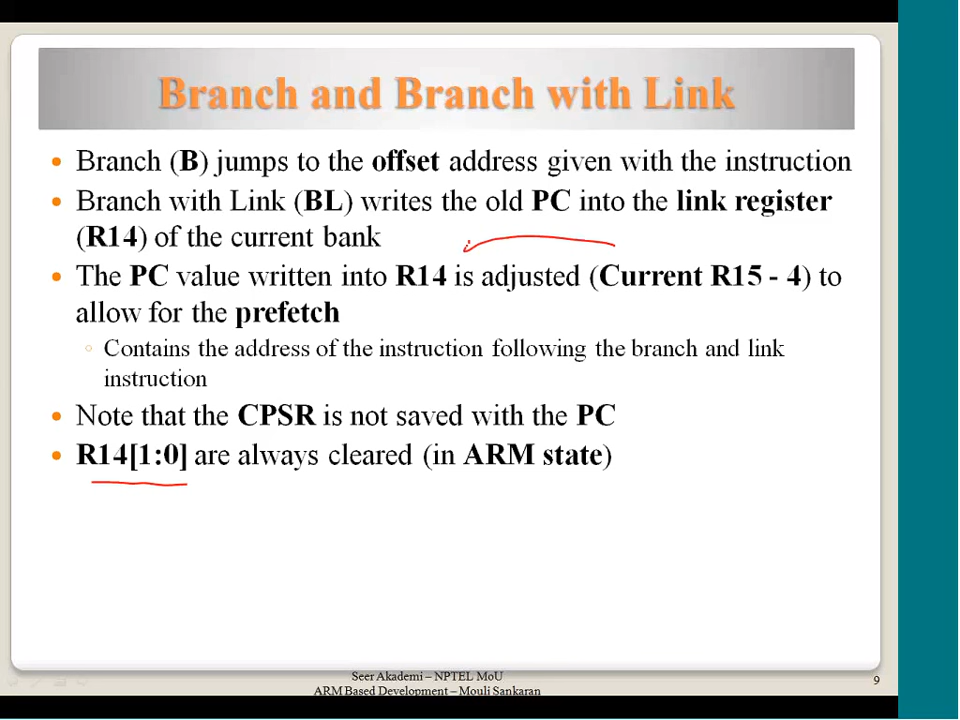 Branch and Branch with Link
• Branch (B) jumps to the offset address given with the instruction
• Branch with Link (BL) writes the old PC into the link register
(R14) of the current bank
• The PC value written into R14 is adjusted (Current R15 - 4) to
allow for the prefetch
◦ Contains the address of the instruction following the branch and link
instruction
• Note that the CPSR is not saved with the PC
• R14[1:0] are always cleared (in ARM state)
Seer Akademi – NPTEL MoU
ARM Based Development – Mouli Sankaran
9